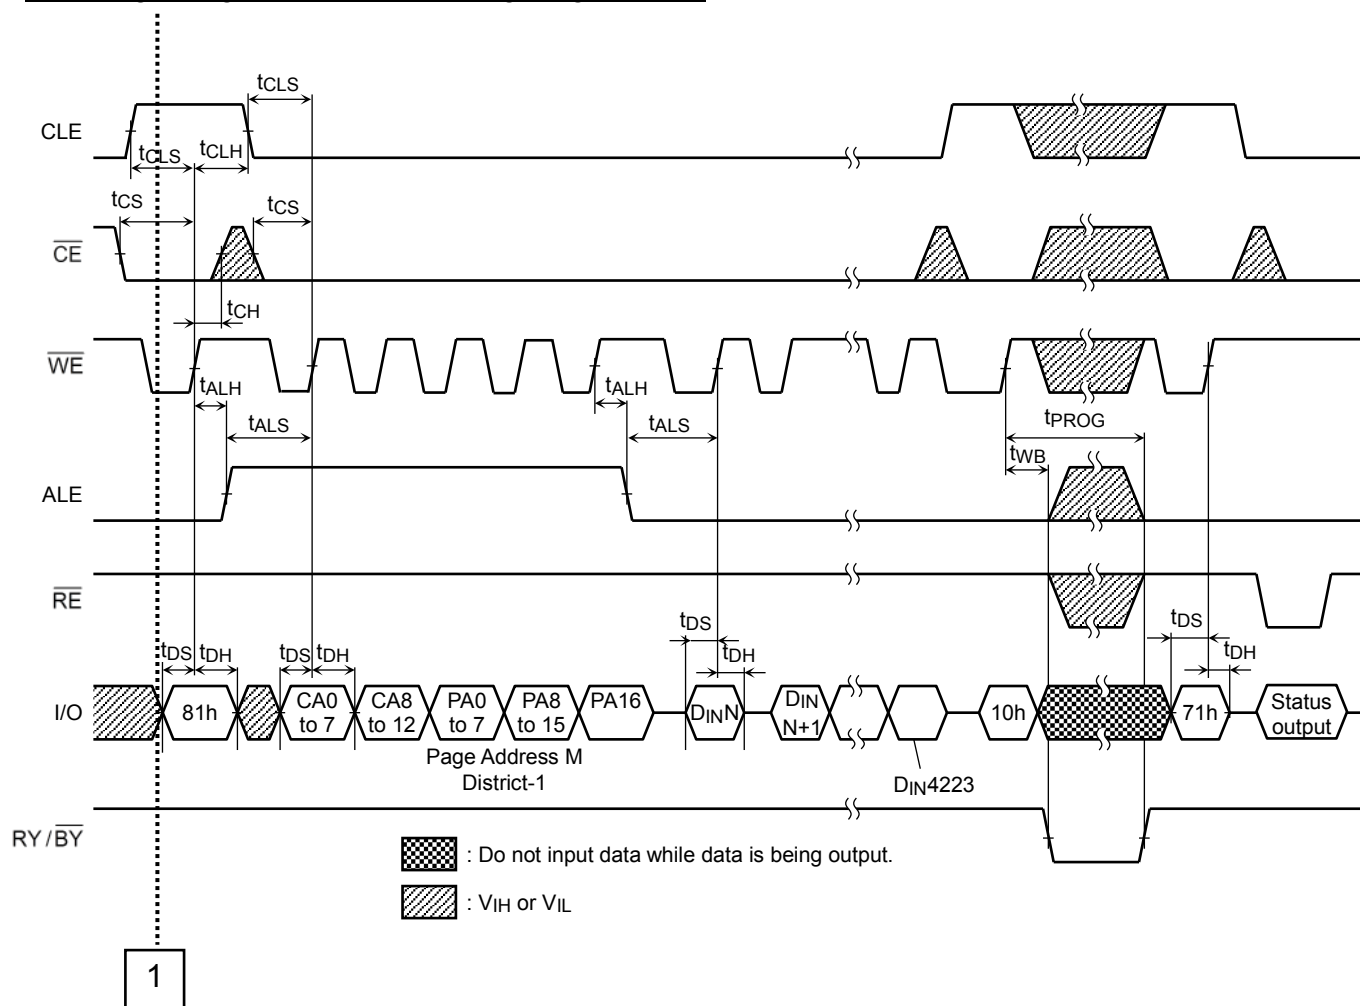 tCLS
CLE
tCLS tCLH
tCS tCS
CE
tCH
WE
tALH tALH
tALS tALS tPROG
tWB
ALE
RE
tDS tDH tDS tDH tDS tDH tDS tDH
I/O 81h CA0 to 7 CA8 to 12 PA0 to 7 PA8 to 15 PA16 DINN DIN N+1 10h 71h Status output
Page Address M
District-1
DIN4223
RY/BY
: Do not input data while data is being output.
: VIH or VIL
1